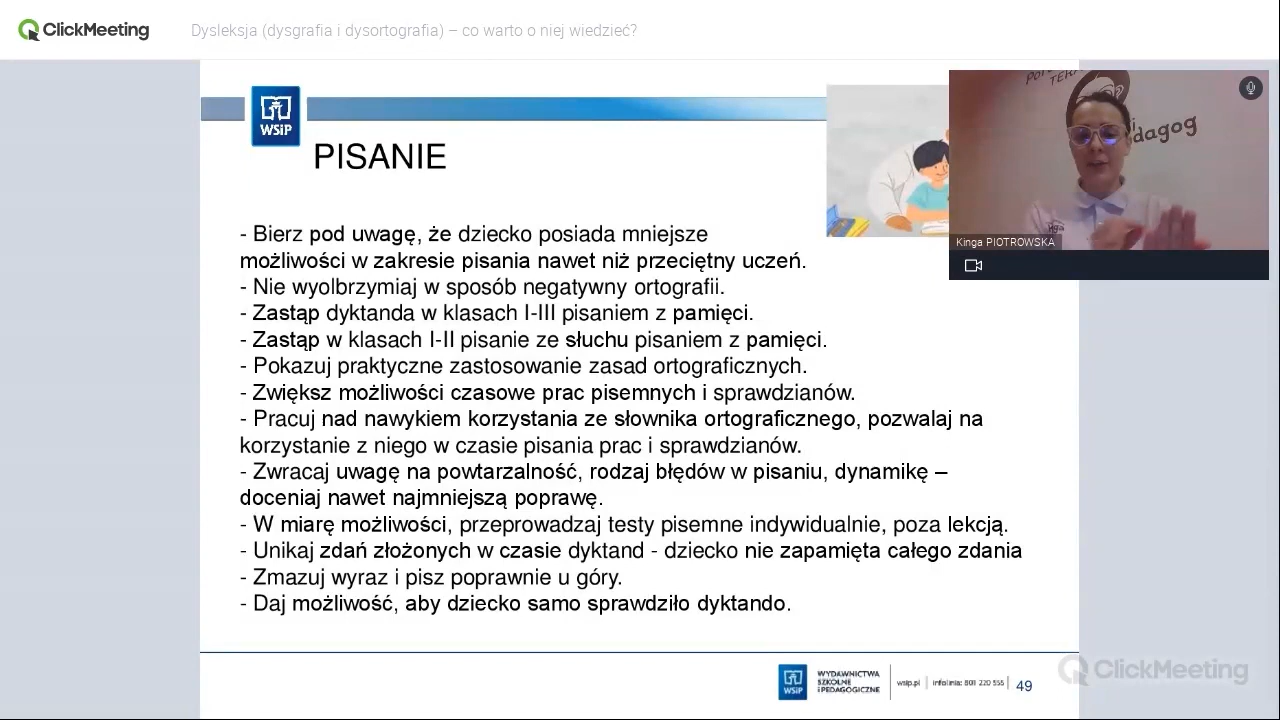 ClickMeeting
Dysleksja (dysgrafia i dysortografia) – co warto o niej wiedzieć?
WSiP
PISANIE
dagog
Kinga PIOTROWSKA
- Bierz pod uwagę, że dziecko posiada mniejsze
możliwości w zakresie pisania nawet niż przeciętny uczeń.
- Nie wyolbrzymiaj w sposób negatywny ortografii.
- Zastąp dyktanda w klasach I-III pisaniem z pamięci.
- Zastąp w klasach I-II pisanie ze słuchu pisaniem z pamięci.
- Pokazuj praktyczne zastosowanie zasad ortograficznych.
- Zwiększ możliwości czasowe prac pisemnych i sprawdzianów.
- Pracuj nad nawykiem korzystania ze słownika ortograficznego, pozwalaj na
korzystanie z niego w czasie pisania prac i sprawdzianów.
- Zwracaj uwagę na powtarzalność, rodzaj błędów w pisaniu, dynamikę –
doceniaj nawet najmniejszą poprawę.
- W miarę możliwości, przeprowadzaj testy pisemne indywidualnie, poza lekcją.
- Unikaj zdań złożonych w czasie dyktand - dziecko nie zapamięta całego zdania
- Zmazuj wyraz i pisz poprawnie u góry.
- Daj możliwość, aby dziecko samo sprawdziło dyktando.
WSiP
WYDAWNICTWA
SZKOLNE
i PEDAGOGICZNE
wsip.pl | infolinia: 801 220 555 | 49
ClickMeeting